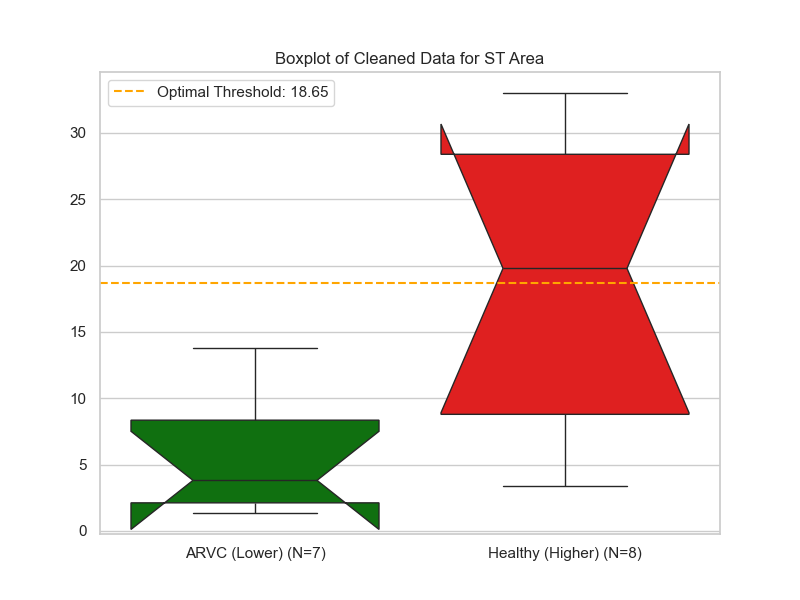 Boxplot of Cleaned Data for ST Area
Optimal Threshold: 18.65
30
25
20
15
10
5
0
ARVC (Lower) (N=7)
Healthy (Higher) (N=8)